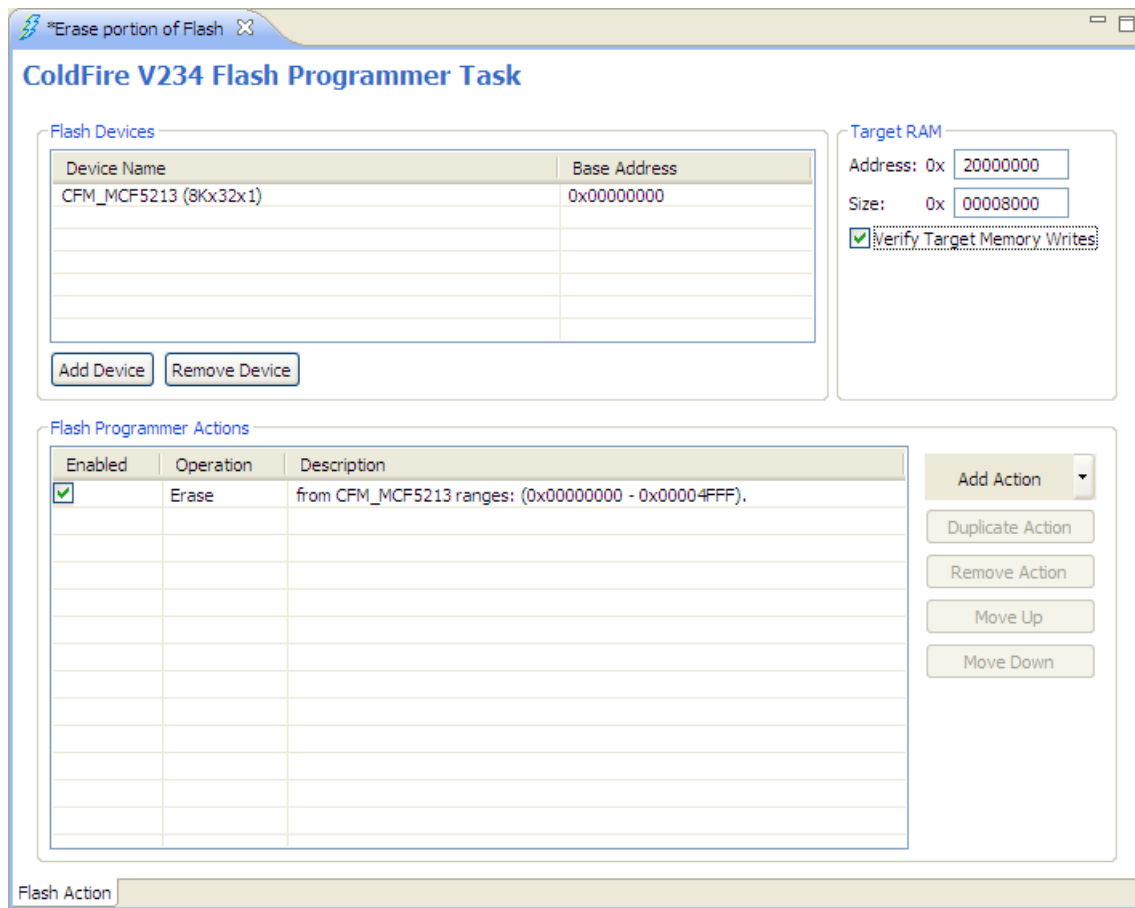 *Erase portion of Flash
ColdFire V234 Flash Programmer Task
Flash Devices
Device Name Base Address
CFM_MCF5213 (8Kx32x1) 0x00000000
Add Device Remove Device
Target RAM
Address: 0x 20000000
Size: 0x 00008000
Verify Target Memory Writes
Flash Programmer Actions
Enabled Operation Description
Erase from CFM_MCF5213 ranges: (0x00000000 - 0x00004FFF).
Add Action
Duplicate Action
Remove Action
Move Up
Move Down
Flash Action